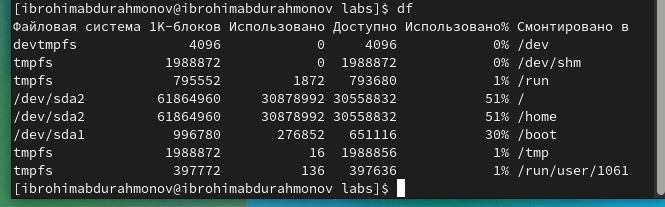 [ibrohimabdurahmonov@ibrohimabdurahmonov labs]$ df
Файловая система 1K-блоков Использовано Доступно Использовано% Смонтировано в
devtmpfs 4096 0 4096 0% /dev
tmpfs 1988872 0 1988872 0% /dev/shm
tmpfs 795552 1872 793680 1% /run
/dev/sda2 61864960 30878992 30558832 51% /
/dev/sda2 61864960 30878992 30558832 51% /home
/dev/sda1 996780 276852 651116 30% /boot
tmpfs 1988872 16 1988856 1% /tmp
tmpfs 397772 136 397636 1% /run/user/1061
[ibrohimabdurahmonov@ibrohimabdurahmonov labs]$